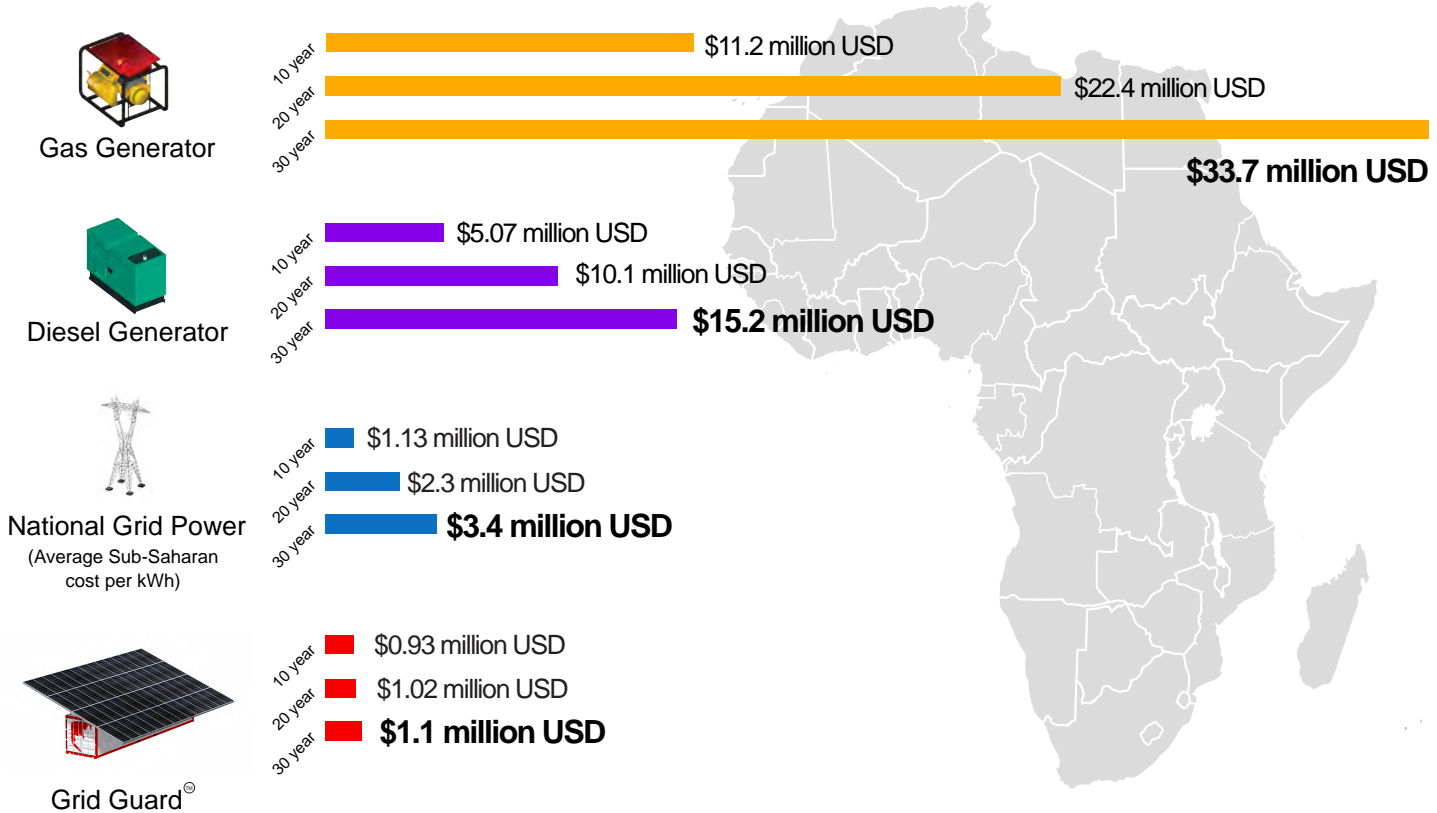 10 year
$11.2 million USD
20 year
$22.4 million USD
30 year
$33.7 million USD
Gas Generator
10 year
$5.07 million USD
20 year
$10.1 million USD
30 year
$15.2 million USD
Diesel Generator
10 year
$1.13 million USD
20 year
$2.3 million USD
30 year
$3.4 million USD
National Grid Power
(Average Sub-Saharan
cost per kWh)
10 year
$0.93 million USD
20 year
$1.02 million USD
30 year
$1.1 million USD
Grid Guard™